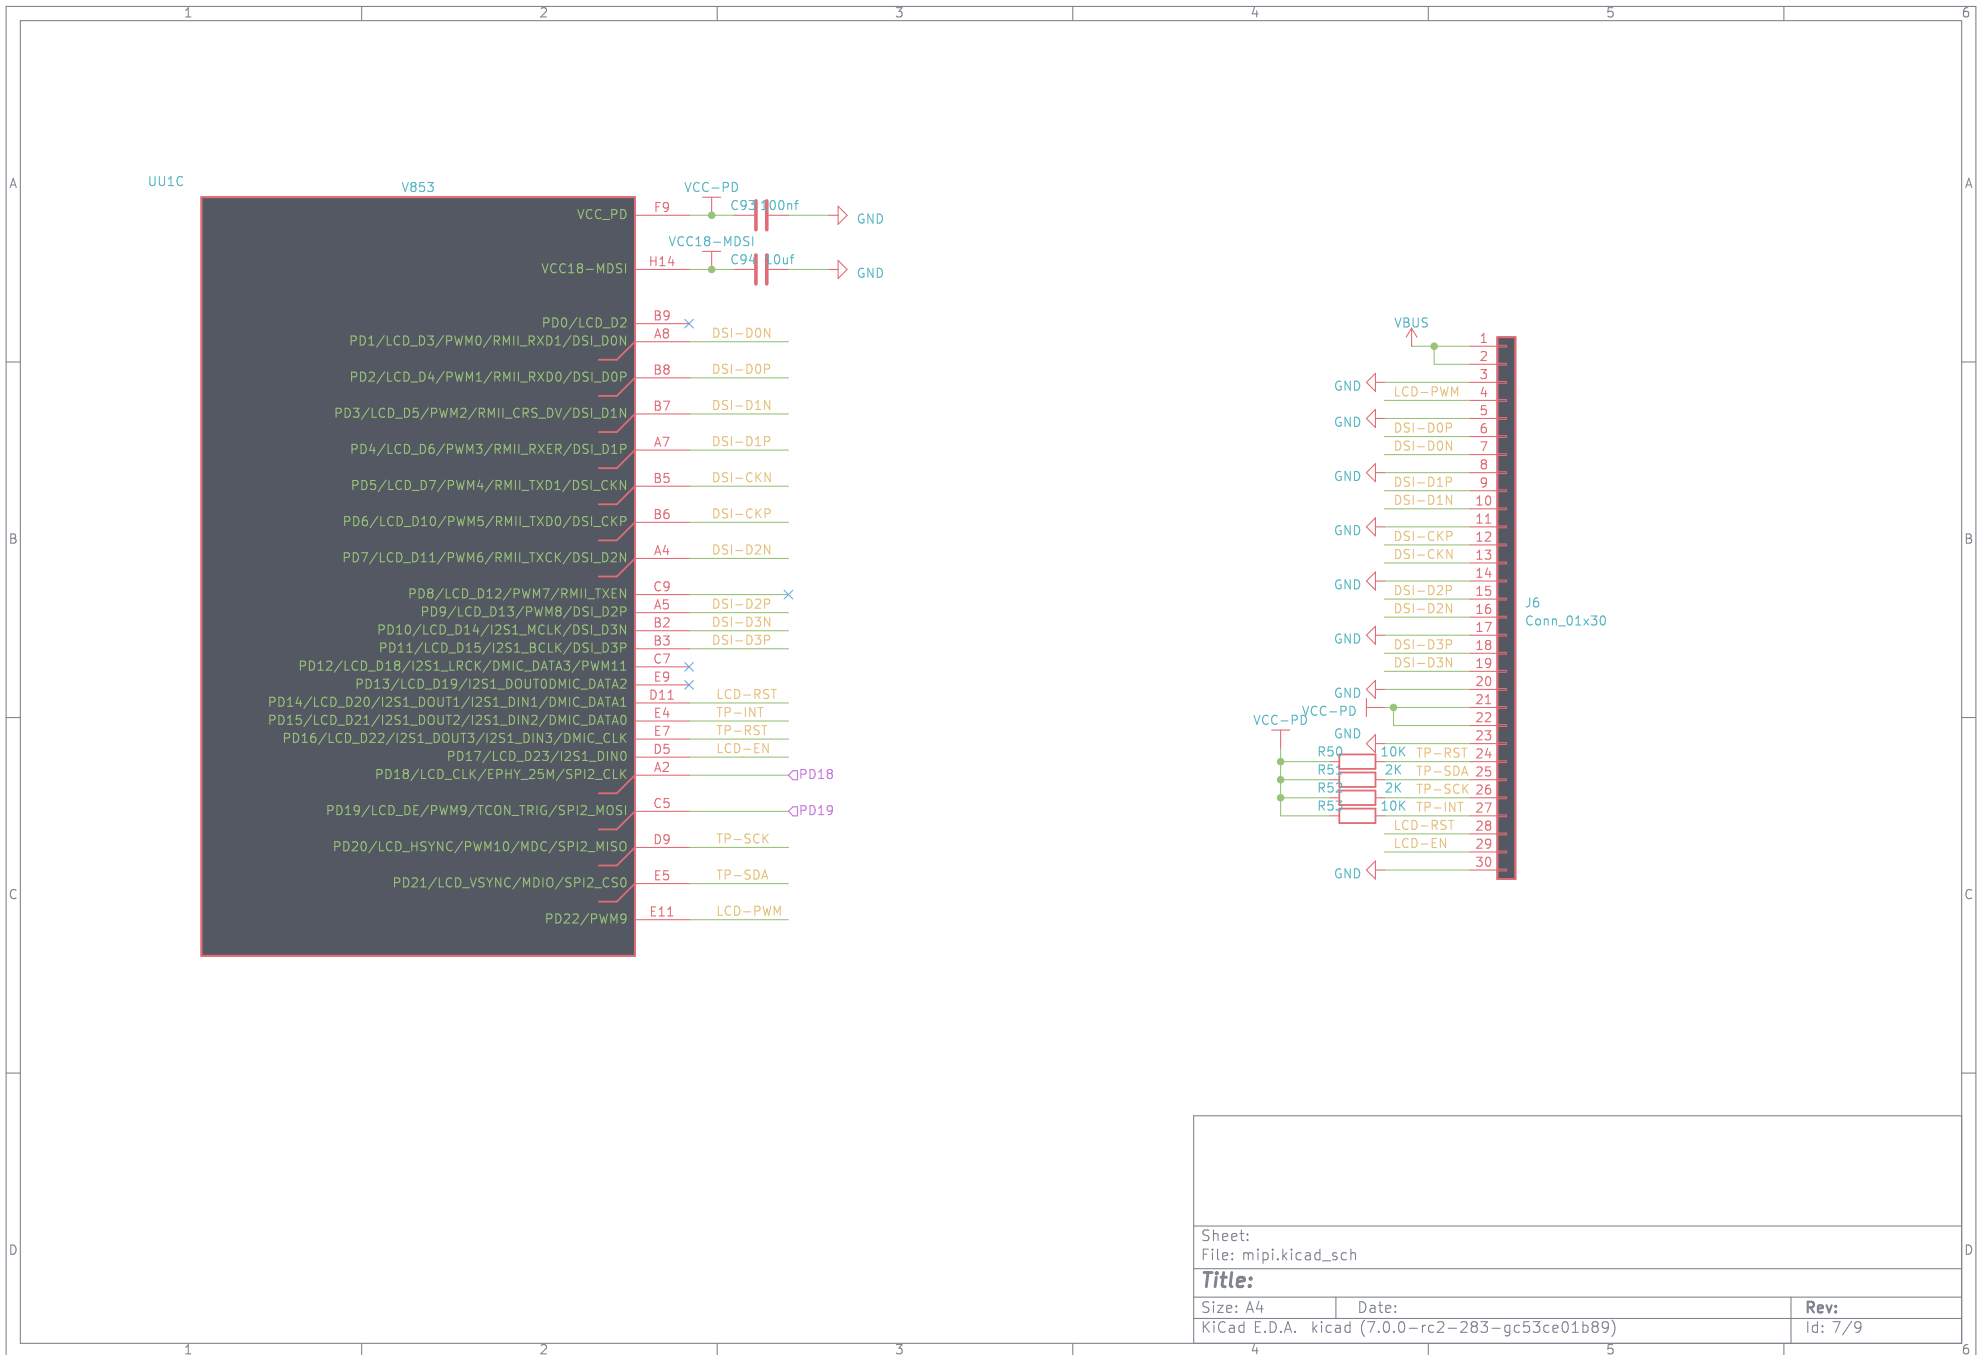 1 2 3 4 5 6
A A
UU1C
V853
VCC_PD F9 VCC-PD C93 100nf GND
VCC18-MDSI H14 VCC18-MDSI C94 10uf GND
PD0/LCD_D2 B9
PD1/LCD_D3/PWM0/RMII_RXD1/DSI_D0N A8 DSI-D0N
PD2/LCD_D4/PWM1/RMII_RXD0/DSI_D0P B8 DSI-D0P
PD3/LCD_D5/PWM2/RMII_CRS_DV/DSI_D1N B7 DSI-D1N
PD4/LCD_D6/PWM3/RMII_RXER/DSI_D1P A7 DSI-D1P
PD5/LCD_D7/PWM4/RMII_TXD1/DSI_CKN B5 DSI-CKN
PD6/LCD_D10/PWM5/RMII_TXD0/DSI_CKP B6 DSI-CKP
PD7/LCD_D11/PWM6/RMII_TXCK/DSI_D2N A4 DSI-D2N
PD8/LCD_D12/PWM7/RMII_TXEN C9
PD9/LCD_D13/PWM8/DSI_D2P A5 DSI-D2P
PD10/LCD_D14/I2S1_MCLK/DSI_D3N B2 DSI-D3N
PD11/LCD_D15/I2S1_BCLK/DSI_D3P B3 DSI-D3P
PD12/LCD_D18/I2S1_LRCK/DMIC_DATA3/PWM11 C7
PD13/LCD_D19/I2S1_DOUT0DMIC_DATA2 E9
PD14/LCD_D20/I2S1_DOUT1/I2S1_DIN1/DMIC_DATA1 D11 LCD-RST
PD15/LCD_D21/I2S1_DOUT2/I2S1_DIN2/DMIC_DATA0 E4 TP-INT
PD16/LCD_D22/I2S1_DOUT3/I2S1_DIN3/DMIC_CLK E7 TP-RST
PD17/LCD_D23/I2S1_DIN0 D5 LCD-EN
PD18/LCD_CLK/EPHY_25M/SPI2_CLK A2 PD18
PD19/LCD_DE/PWM9/TCON_TRIG/SPI2_MOSI C5 PD19
PD20/LCD_HSYNC/PWM10/MDC/SPI2_MISO D9 TP-SCK
PD21/LCD_VSYNC/MDIO/SPI2_CS0 E5 TP-SDA
PD22/PWM9 E11 LCD-PWM
VBUS 1
2
GND 3
LCD-PWM 4
GND 5
DSI-D0P 6
DSI-D0N 7
GND 8
DSI-D1P 9
DSI-D1N 10
GND 11
DSI-CKP 12
DSI-CKN 13
GND 14
DSI-D2P 15
DSI-D2N 16
GND 17
DSI-D3P 18
DSI-D3N 19
GND 20
VCC-PD 21
22
GND 23
VCC-PD
R50 10K TP-RST 24
R51 2K TP-SDA 25
R52 2K TP-SCK 26
R53 10K TP-INT 27
LCD-RST 28
LCD-EN 29
GND 30
J6
Conn_01x30
B B
C C
D D
Sheet:
File: mipi.kicad_sch
Title:
Size: A4 Date: Rev:
KiCad E.D.A. kicad (7.0.0-rc2-283-gc53ce01b89) Id: 7/9
1 2 3 4 5 6